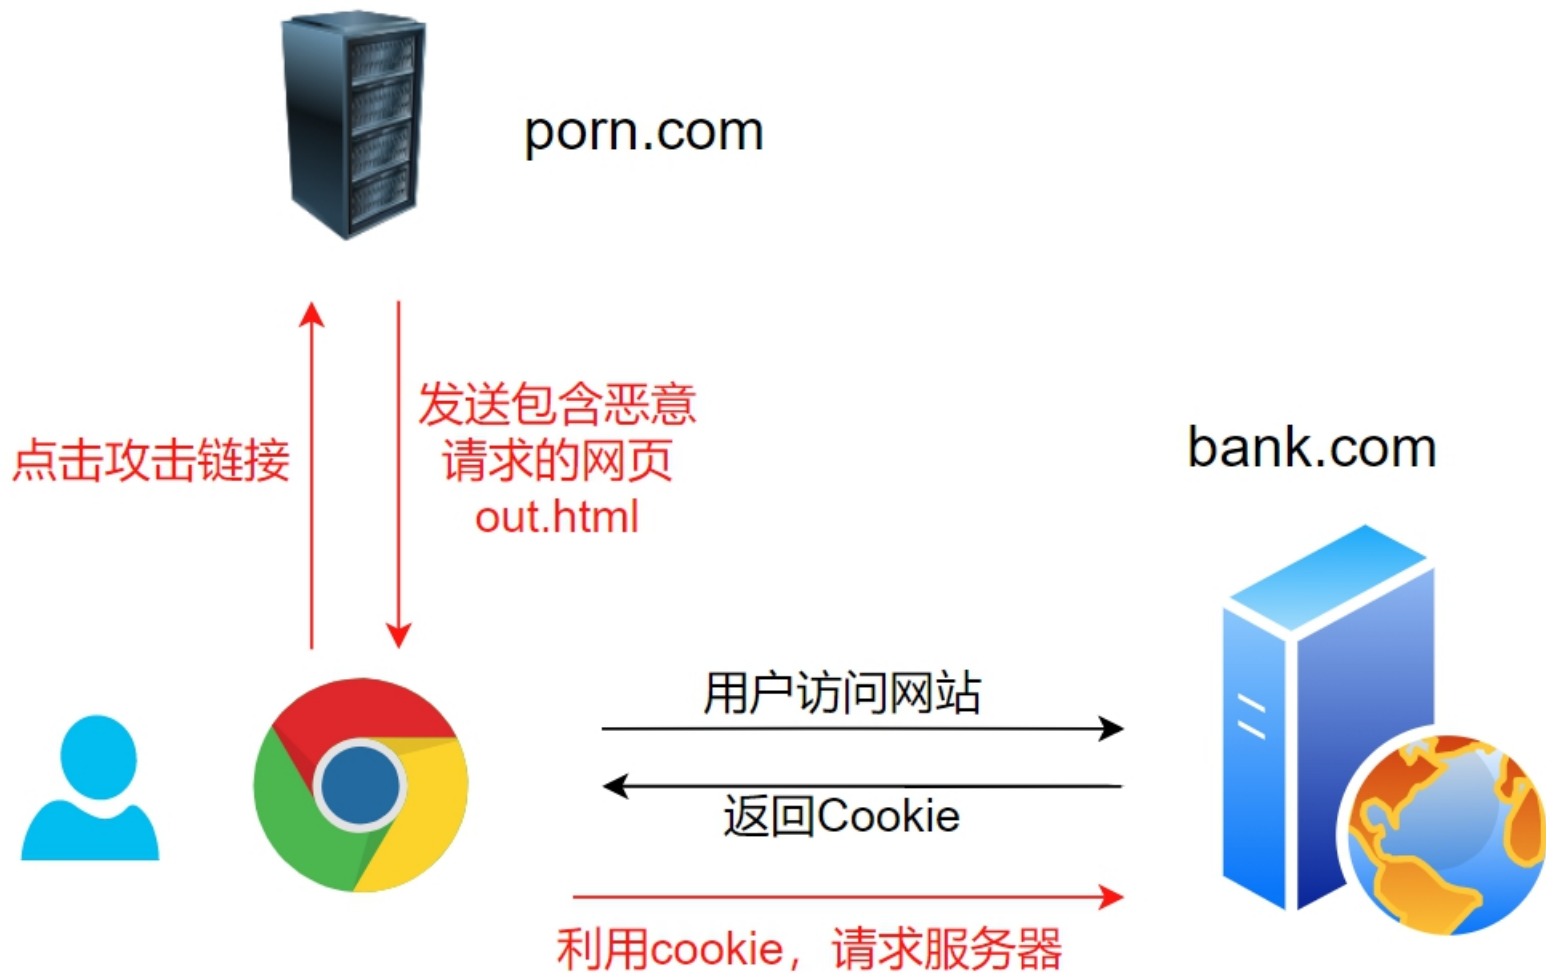 porn.com
点击攻击链接
发送包含恶意
请求的网页
out.html
bank.com
用户访问网站
返回Cookie
利用cookie，请求服务器